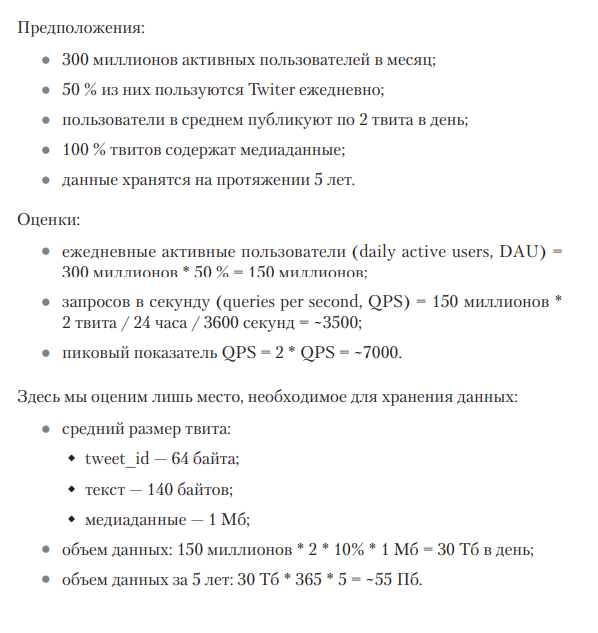 Предположения:
● 300 миллионов активных пользователей в месяц;
● 50 % из них пользуются Twiter ежедневно;
● пользователи в среднем публикуют по 2 твита в день;
● 100 % твитов содержат медиаданные;
● данные хранятся на протяжении 5 лет.
Оценки:
● ежедневные активные пользователи (daily active users, DAU) =
300 миллионов * 50 % = 150 миллионов;
● запросов в секунду (queries per second, QPS) = 150 миллионов *
2 твита / 24 часа / 3600 секунд = ~3500;
● пиковый показатель QPS = 2 * QPS = ~7000.
Здесь мы оценим лишь место, необходимое для хранения данных:
● средний размер твита:
◆ tweet_id — 64 байта;
◆ текст — 140 байтов;
◆ медиаданные — 1 Мб;
● объем данных: 150 миллионов * 2 * 10% * 1 Мб = 30 Тб в день;
● объем данных за 5 лет: 30 Тб * 365 * 5 = ~55 Пб.